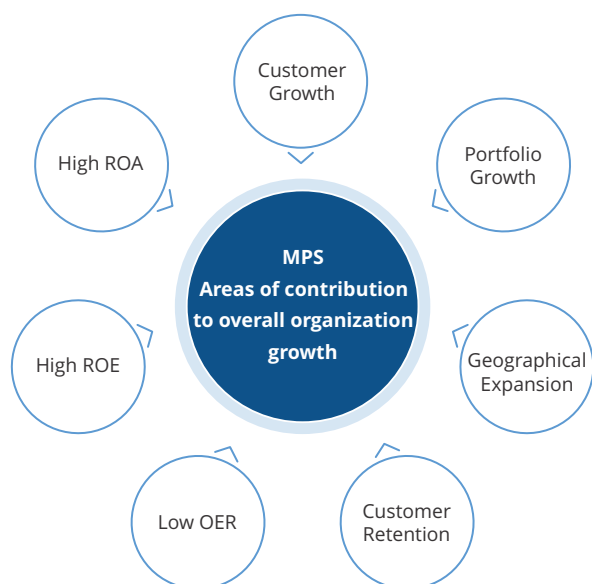 Customer
Growth
High ROA
Portfolio
Growth
MPS
Areas of contribution
to overall organization
growth
High ROE
Geographical
Expansion
Low OER
Customer
Retention